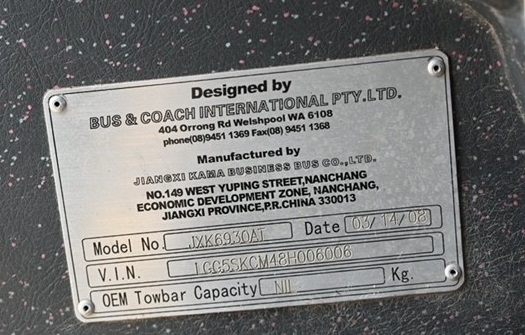 Designed by
BUS & COACH INTERNATIONAL PTY.LTD.
404 Orrong Rd Welshpool WA 6108
phone(08)9451 1369 Fax(08) 9451 1368
Manufactured by
JIANGXI KAMA BUSINESS BUS CO.,LTD.
NO.149 WEST YUPING STREET,NANCHANG
ECONOMIC DEVELOPMENT ZONE, NANCHANG,
JIANGXI PROVINCE,P.R.CHINA 330013
Model No. JXK6930A1 Date 03/14/08
V.I.N. LGG5SKCM48H006006
OEM Towbar Capacity Nil Kg.